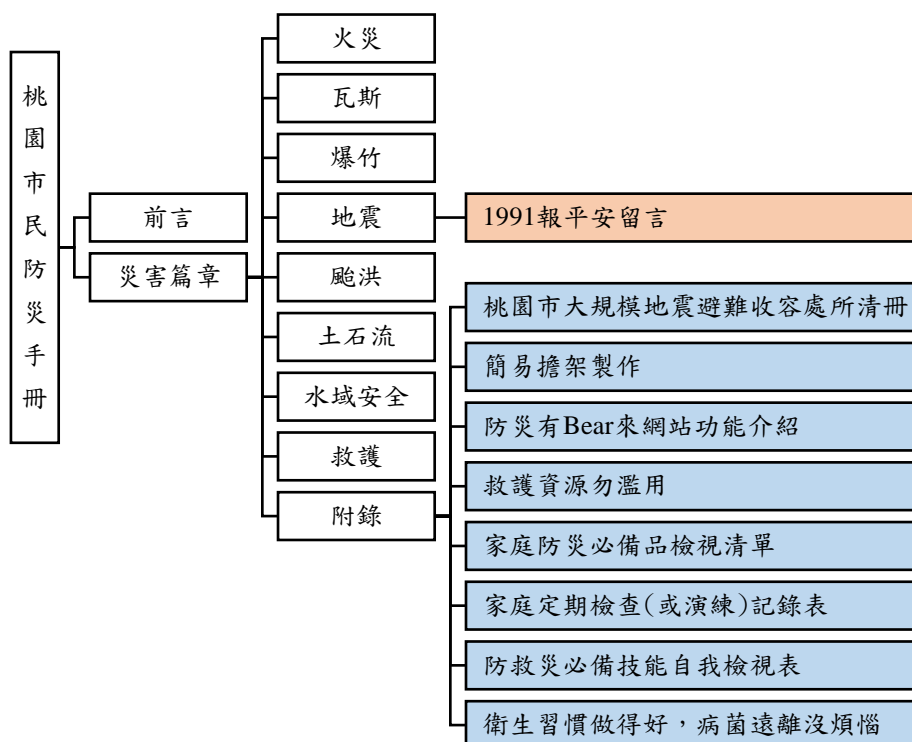 桃園市民防災手冊
前言
災害篇章
火災
瓦斯
爆竹
地震
颱洪
土石流
水域安全
救護
附錄
1991報平安留言
桃園市大規模地震避難收容處所清冊
簡易擔架製作
防災有Bear來網站功能介紹
救護資源勿濫用
家庭防災必備品檢視清單
家庭定期檢查(或演練)記錄表
防救災必備技能自我檢視表
衛生習慣做得好，病菌遠離沒煩惱